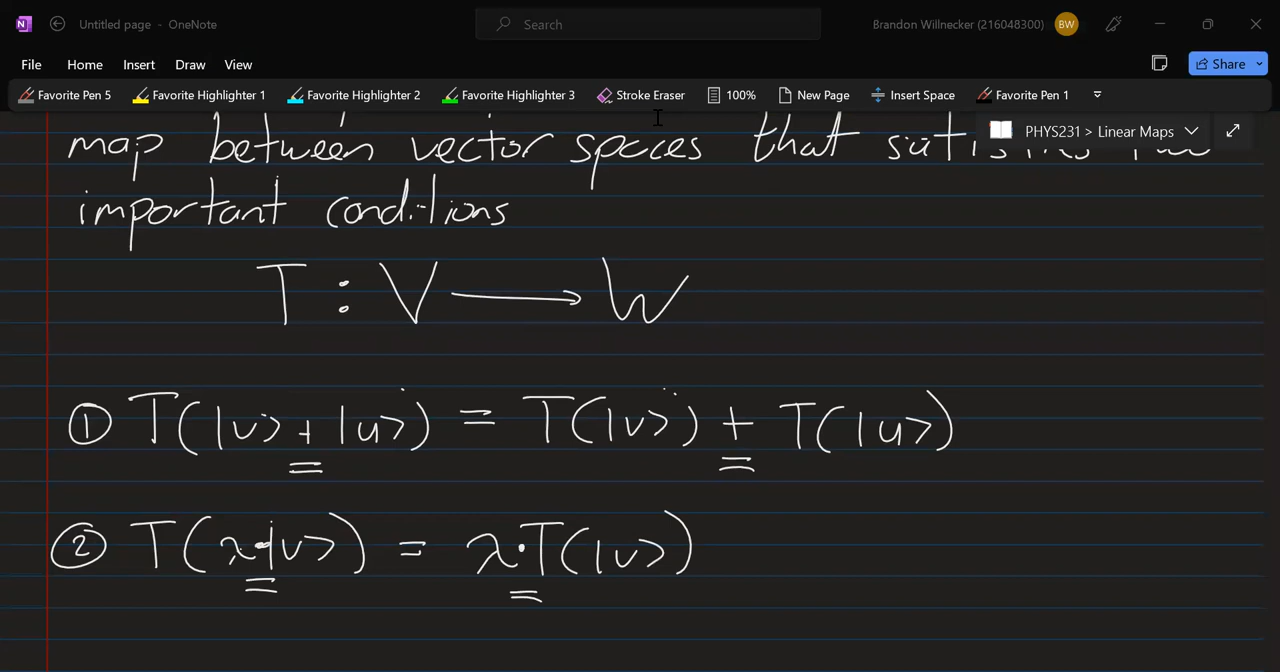 Untitled page - OneNote
Search
Brandon Willnecker (216048300) BW
File Home Insert Draw View
Share
Favorite Pen 5 Favorite Highlighter 1 Favorite Highlighter 2 Favorite Highlighter 3 Stroke Eraser 100% New Page Insert Space Favorite Pen 1
PHYS231 > Linear Maps
map between vector spaces that
important conditions
T : V ⟶ W
① T(|v> + |u>) = T(|v>) + T(|u>)
② T(λ·|v>) = λ·T(|v>)